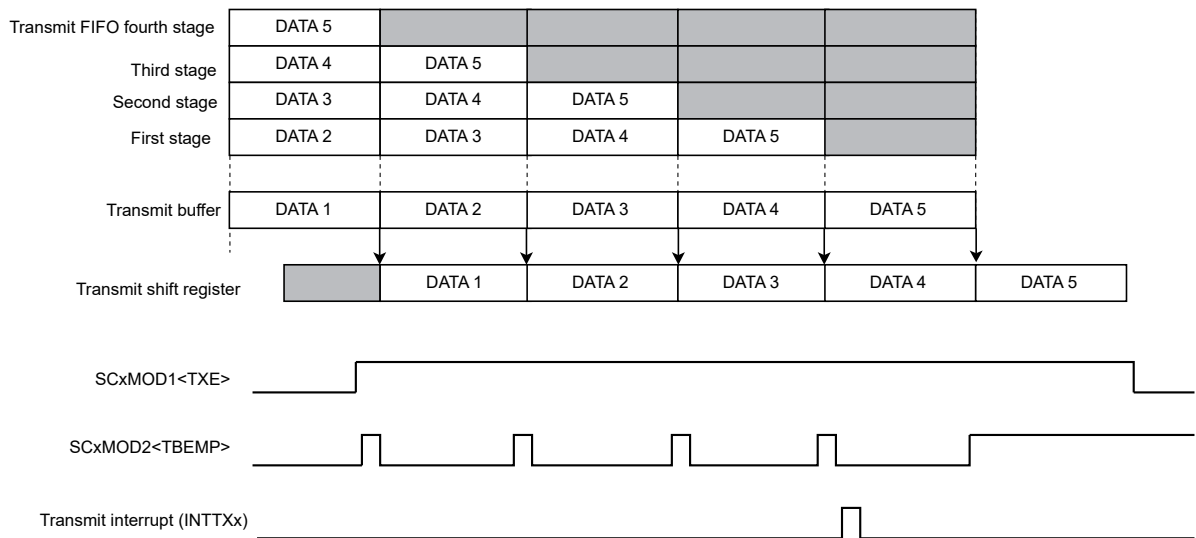 Transmit FIFO fourth stage DATA 5
Third stage DATA 4 DATA 5
Second stage DATA 3 DATA 4 DATA 5
First stage DATA 2 DATA 3 DATA 4 DATA 5
Transmit buffer DATA 1 DATA 2 DATA 3 DATA 4 DATA 5
Transmit shift register DATA 1 DATA 2 DATA 3 DATA 4 DATA 5
SCxMOD1<TXE>
SCxMOD2<TBEMP>
Transmit interrupt (INTTXx)